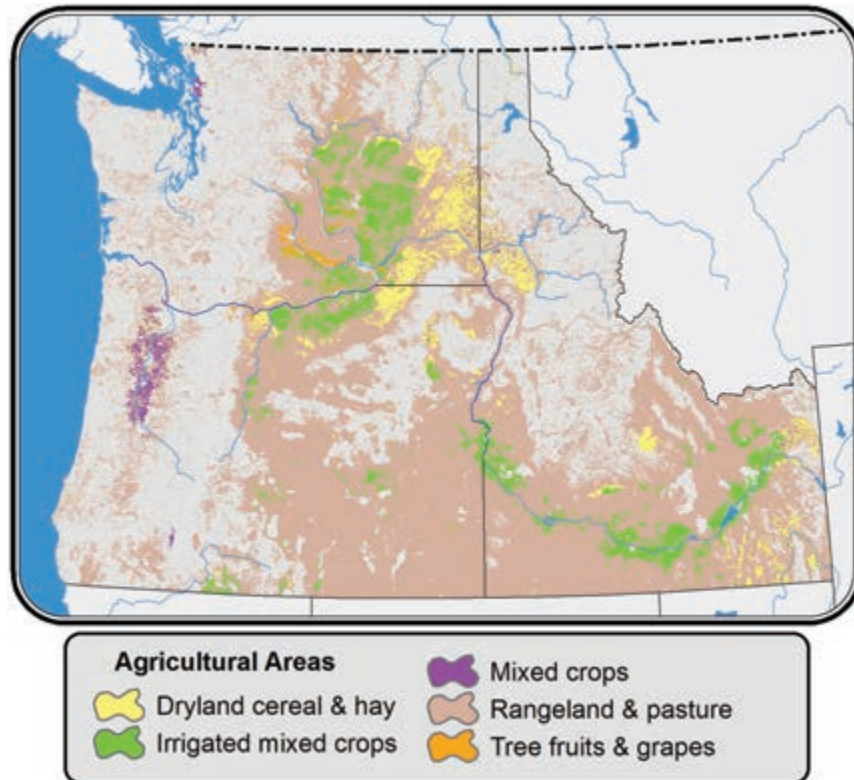 Agricultural Areas
Dryland cereal & hay
Irrigated mixed crops
Mixed crops
Rangeland & pasture
Tree fruits & grapes